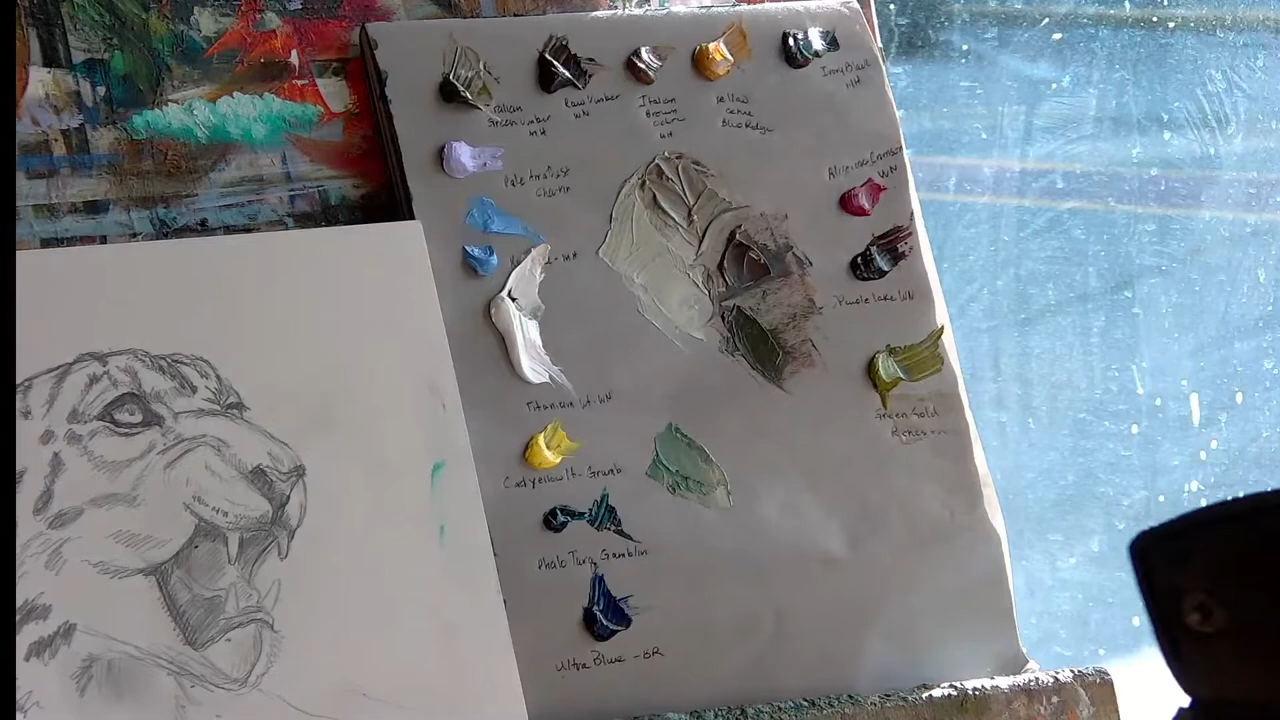 Italian
Green Umber
MH
Raw Umber
WN
Italian
Brown
Ochre
MH
Yellow
Ochre
Blue Ridge
Ivory Black
MH
Pale
Alizarin Crimson
WN
MH
Purple Lake WN
Titanium Wt-WN
Green Gold
Cad yellow Lt - Grumb
Phalo Turq Gamblin
Ultra Blue - BR